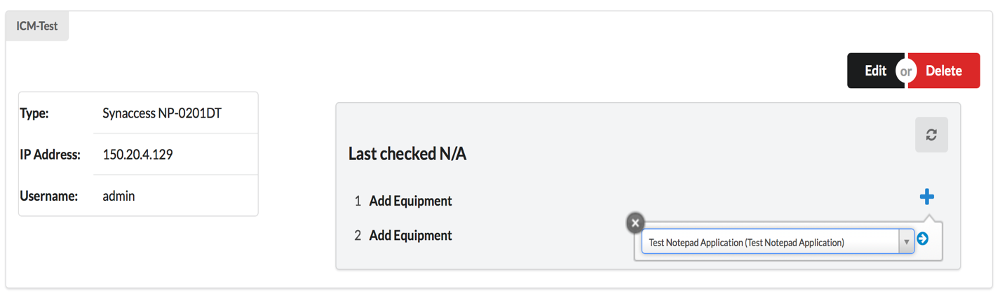 ICM-Test
Edit or Delete
Type: Synaccess NP-0201DT
IP Address: 150.20.4.129
Username: admin
Last checked N/A
1 Add Equipment
2 Add Equipment
Test Notepad Application (Test Notepad Application)